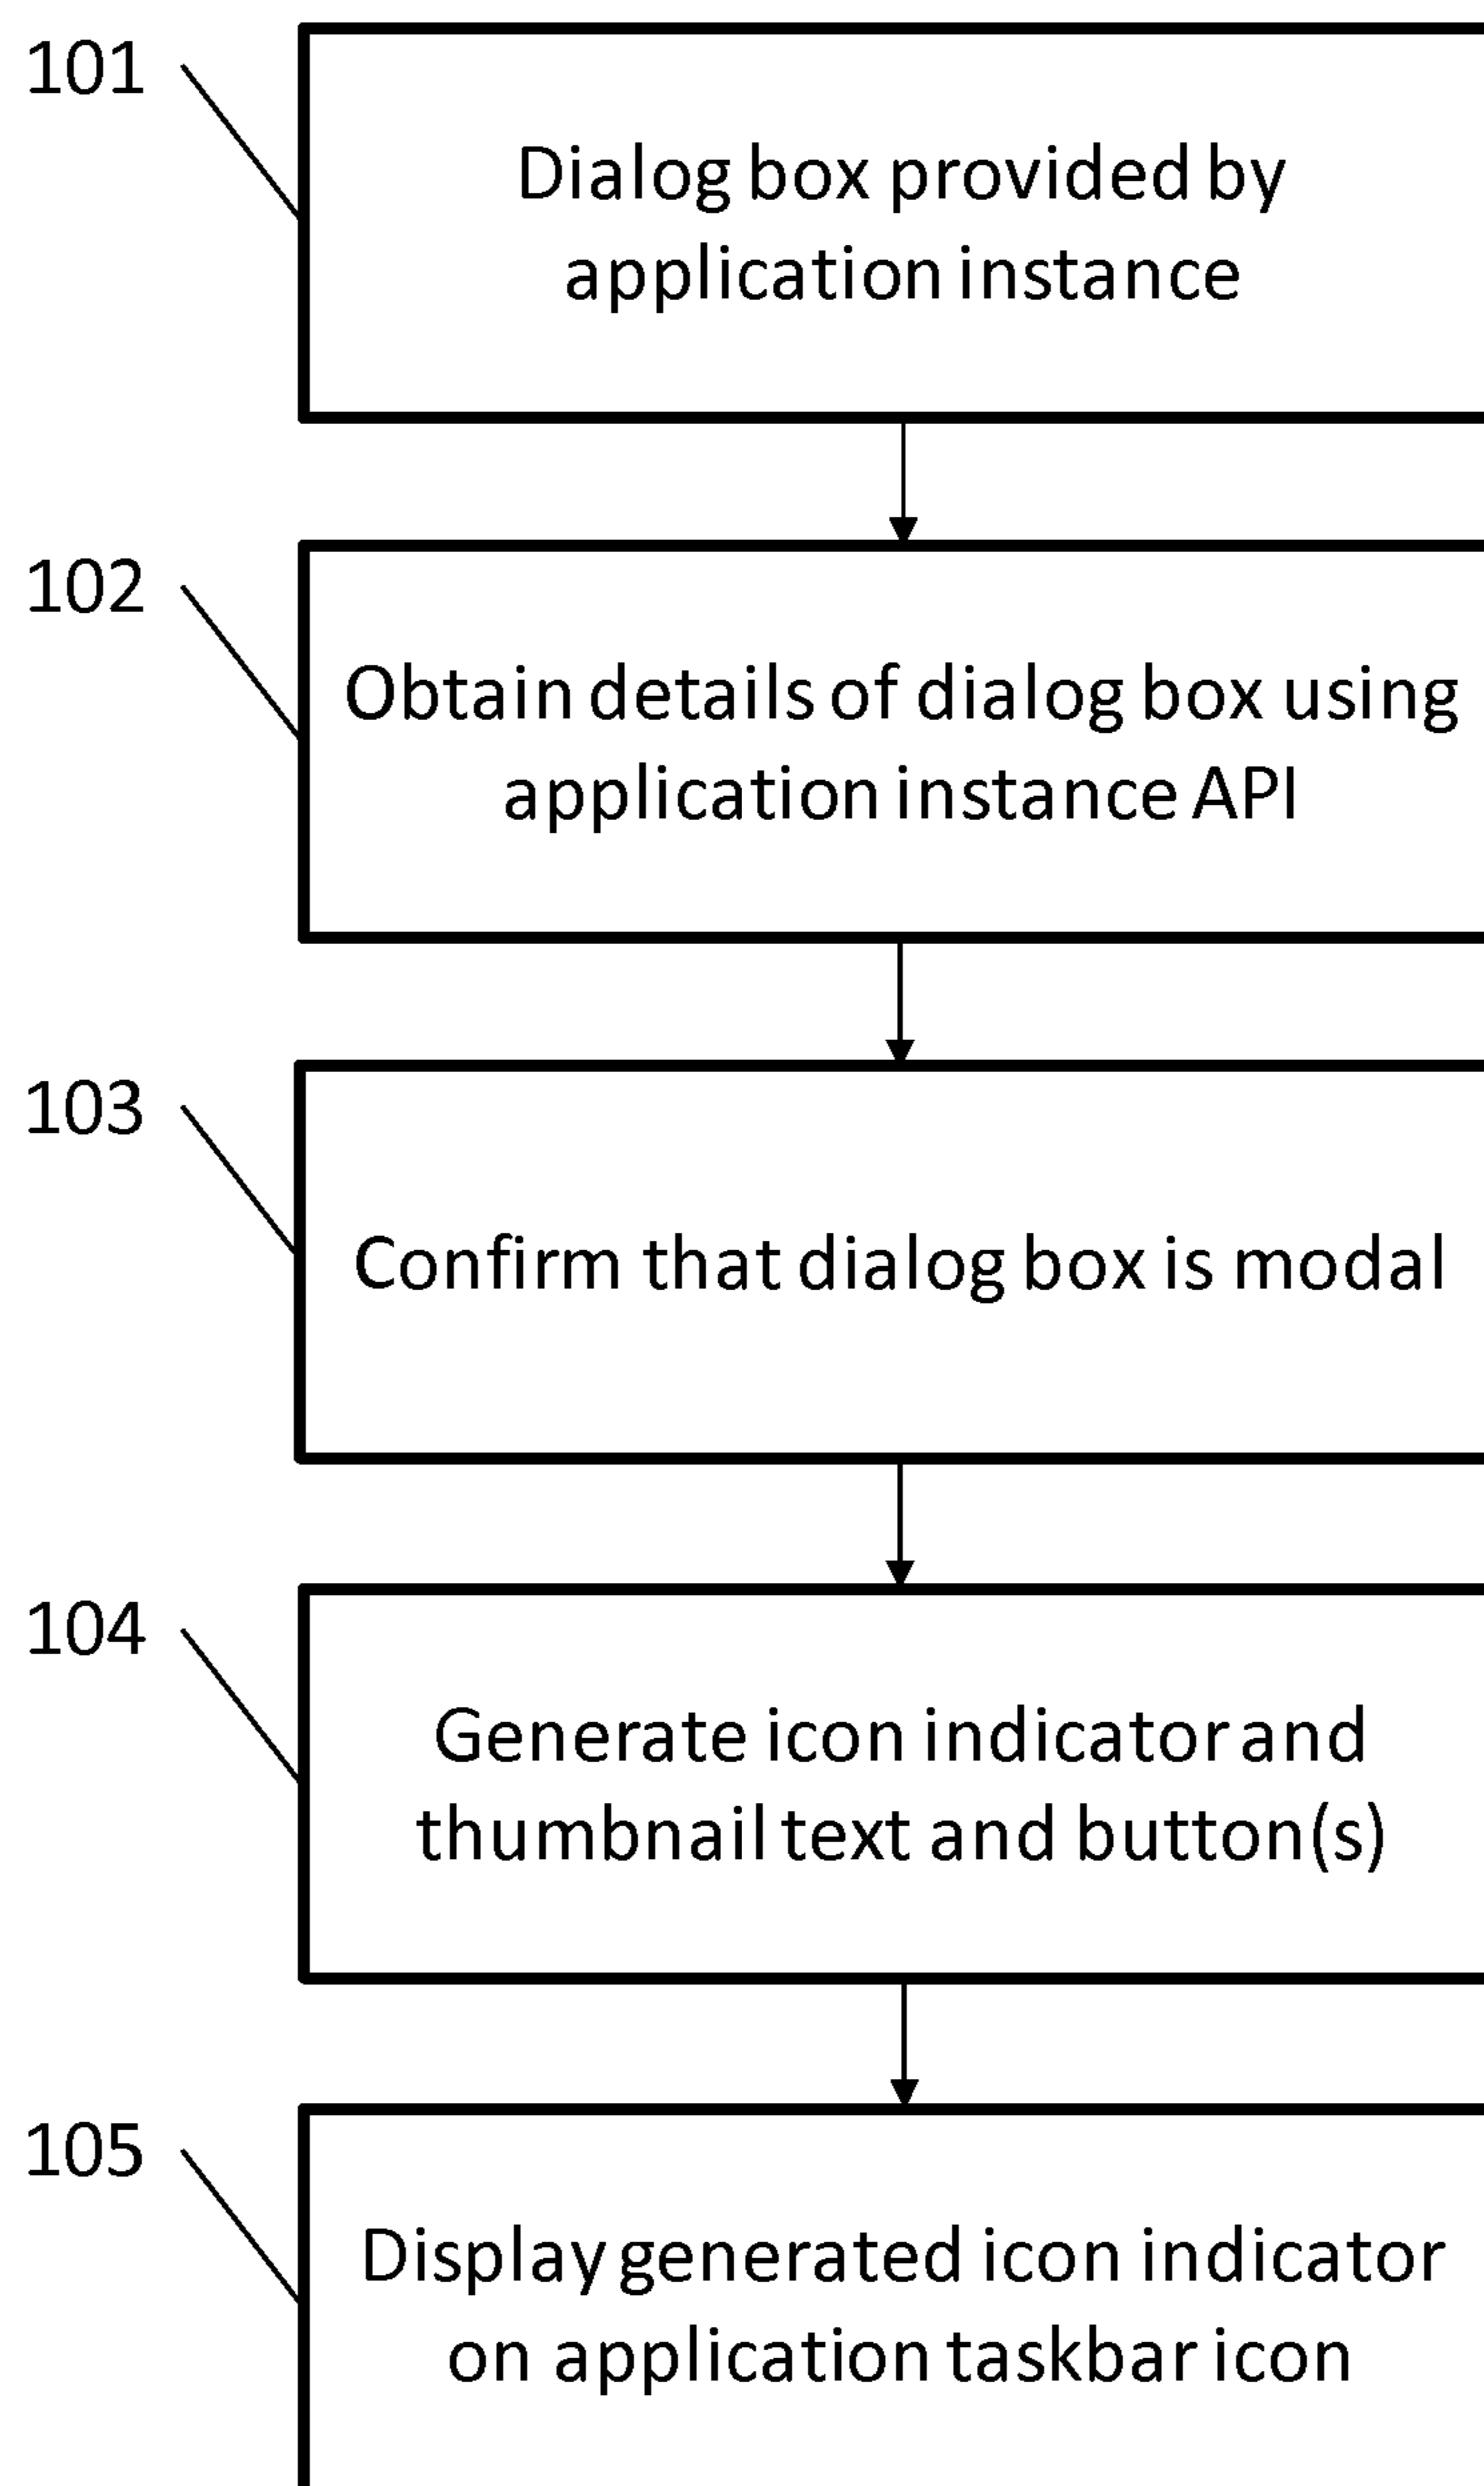 101
Dialog box provided by
application instance
102
Obtain details of dialog box using
application instance API
103
Confirm that dialog box is modal
104
Generate icon indicator and
thumbnail text and button(s)
105
Display generated icon indicator
on application taskbar icon